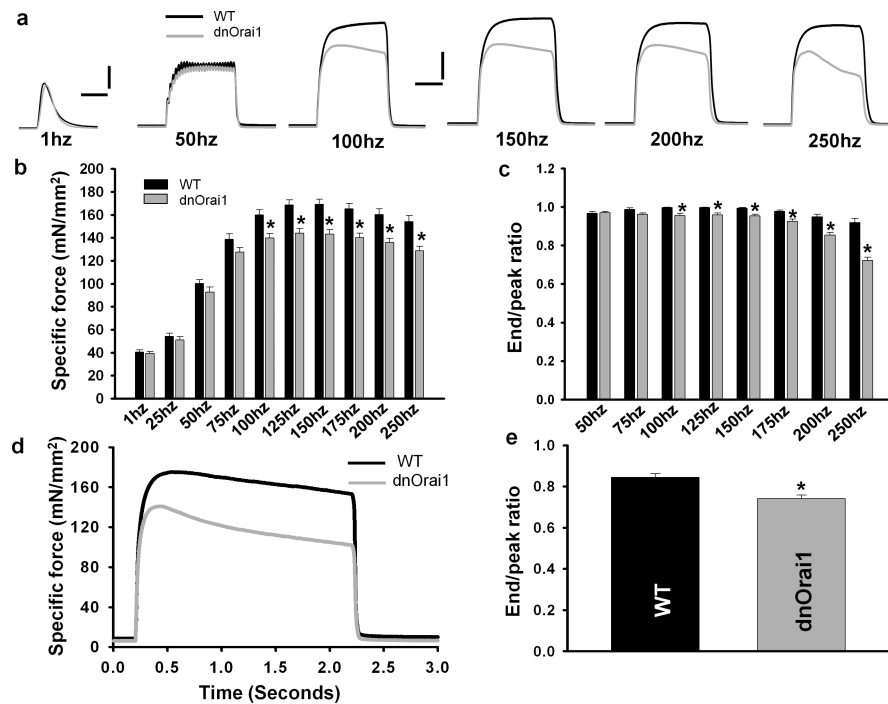 a
WT
dnOrai1
1hz
50hz
100hz
150hz
200hz
250hz
b
Specific force (mN/mm²)
200
180
160
140
120
100
80
60
40
20
0
WT
dnOrai1
*
*
*
*
*
*
1hz
25hz
50hz
75hz
100hz
125hz
150hz
175hz
200hz
250hz
c
End/peak ratio
1.2
1.0
0.8
0.6
0.4
0.2
0.0
*
*
*
*
*
*
50hz
75hz
100hz
125hz
150hz
175hz
200hz
250hz
d
Specific force (mN/mm²)
200
160
120
80
40
0
WT
dnOrai1
0.0
0.5
1.0
1.5
2.0
2.5
3.0
Time (Seconds)
e
End/peak ratio
1.0
0.8
0.6
0.4
0.2
0.0
WT
*
dnOrai1